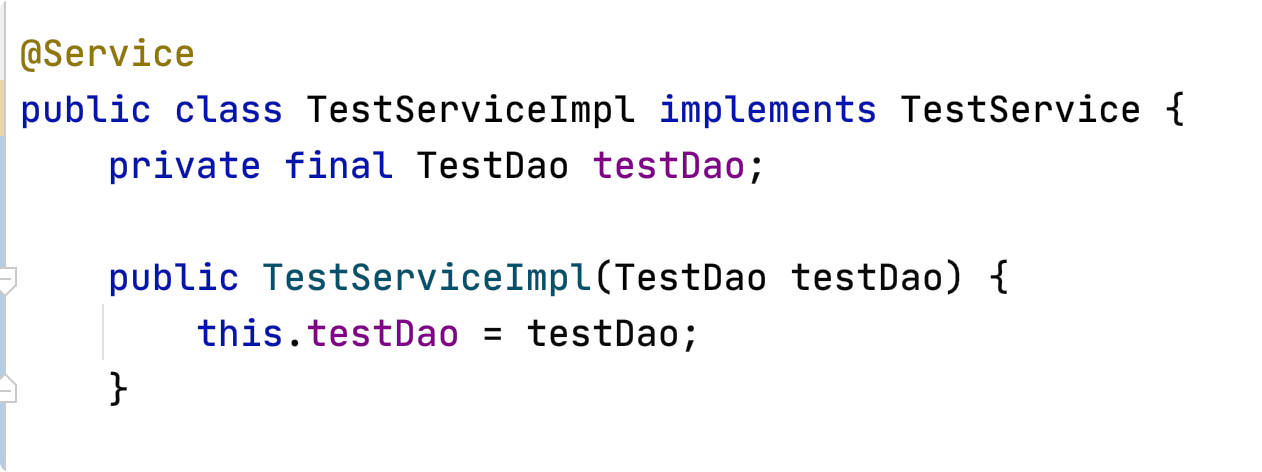 @Service
public class TestServiceImpl implements TestService {
    private final TestDao testDao;

    public TestServiceImpl(TestDao testDao) {
        this.testDao = testDao;
    }